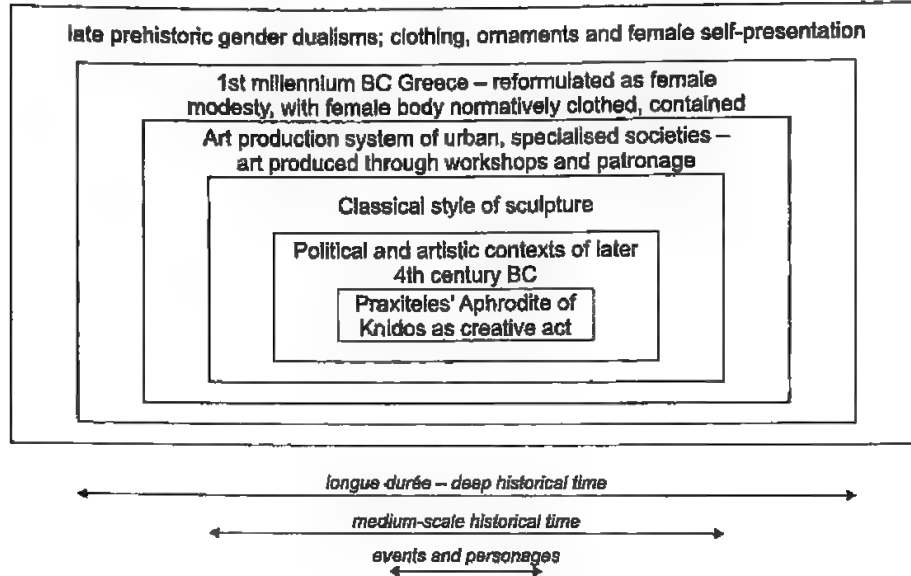 late prehistoric gender dualisms; clothing, ornaments and female self-presentation
1st millennium BC Greece – reformulated as female
modesty, with female body normatively clothed, contained
Art production system of urban, specialised societies –
art produced through workshops and patronage
Classical style of sculpture
Political and artistic contexts of later
4th century BC
Praxiteles' Aphrodite of
Knidos as creative act
longue durée – deep historical time
medium-scale historical time
events and personages